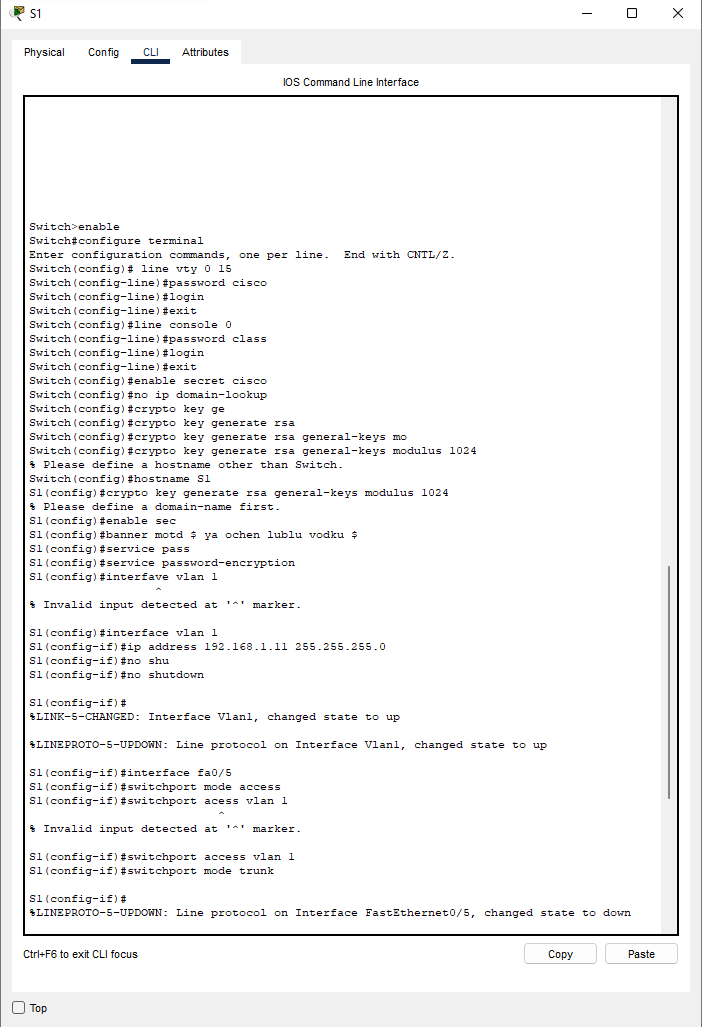 S1
Physical Config CLI Attributes
IOS Command Line Interface
Switch>enable
Switch#configure terminal
Enter configuration commands, one per line.  End with CNTL/Z.
Switch(config)# line vty 0 15
Switch(config-line)#password cisco
Switch(config-line)#login
Switch(config-line)#exit
Switch(config)#line console 0
Switch(config-line)#password class
Switch(config-line)#login
Switch(config-line)#exit
Switch(config)#enable secret cisco
Switch(config)#no ip domain-lookup
Switch(config)#crypto key ge
Switch(config)#crypto key generate rsa
Switch(config)#crypto key generate rsa general-keys mo
Switch(config)#crypto key generate rsa general-keys modulus 1024
% Please define a hostname other than Switch.
Switch(config)#hostname S1
S1(config)#crypto key generate rsa general-keys modulus 1024
% Please define a domain-name first.
S1(config)#enable sec
S1(config)#banner motd $ ya ochen lublu vodku $
S1(config)#service pass
S1(config)#service password-encryption
S1(config)#interfave vlan 1
^
% Invalid input detected at '^' marker.
S1(config)#interface vlan 1
S1(config-if)#ip address 192.168.1.11 255.255.255.0
S1(config-if)#no shu
S1(config-if)#no shutdown
S1(config-if)#
%LINK-5-CHANGED: Interface Vlan1, changed state to up
%LINEPROTO-5-UPDOWN: Line protocol on Interface Vlan1, changed state to up
S1(config-if)#interface fa0/5
S1(config-if)#switchport mode access
S1(config-if)#switchport acess vlan 1
^
% Invalid input detected at '^' marker.
S1(config-if)#switchport access vlan 1
S1(config-if)#switchport mode trunk
S1(config-if)#
%LINEPROTO-5-UPDOWN: Line protocol on Interface FastEthernet0/5, changed state to down
Ctrl+F6 to exit CLI focus
Copy Paste
Top